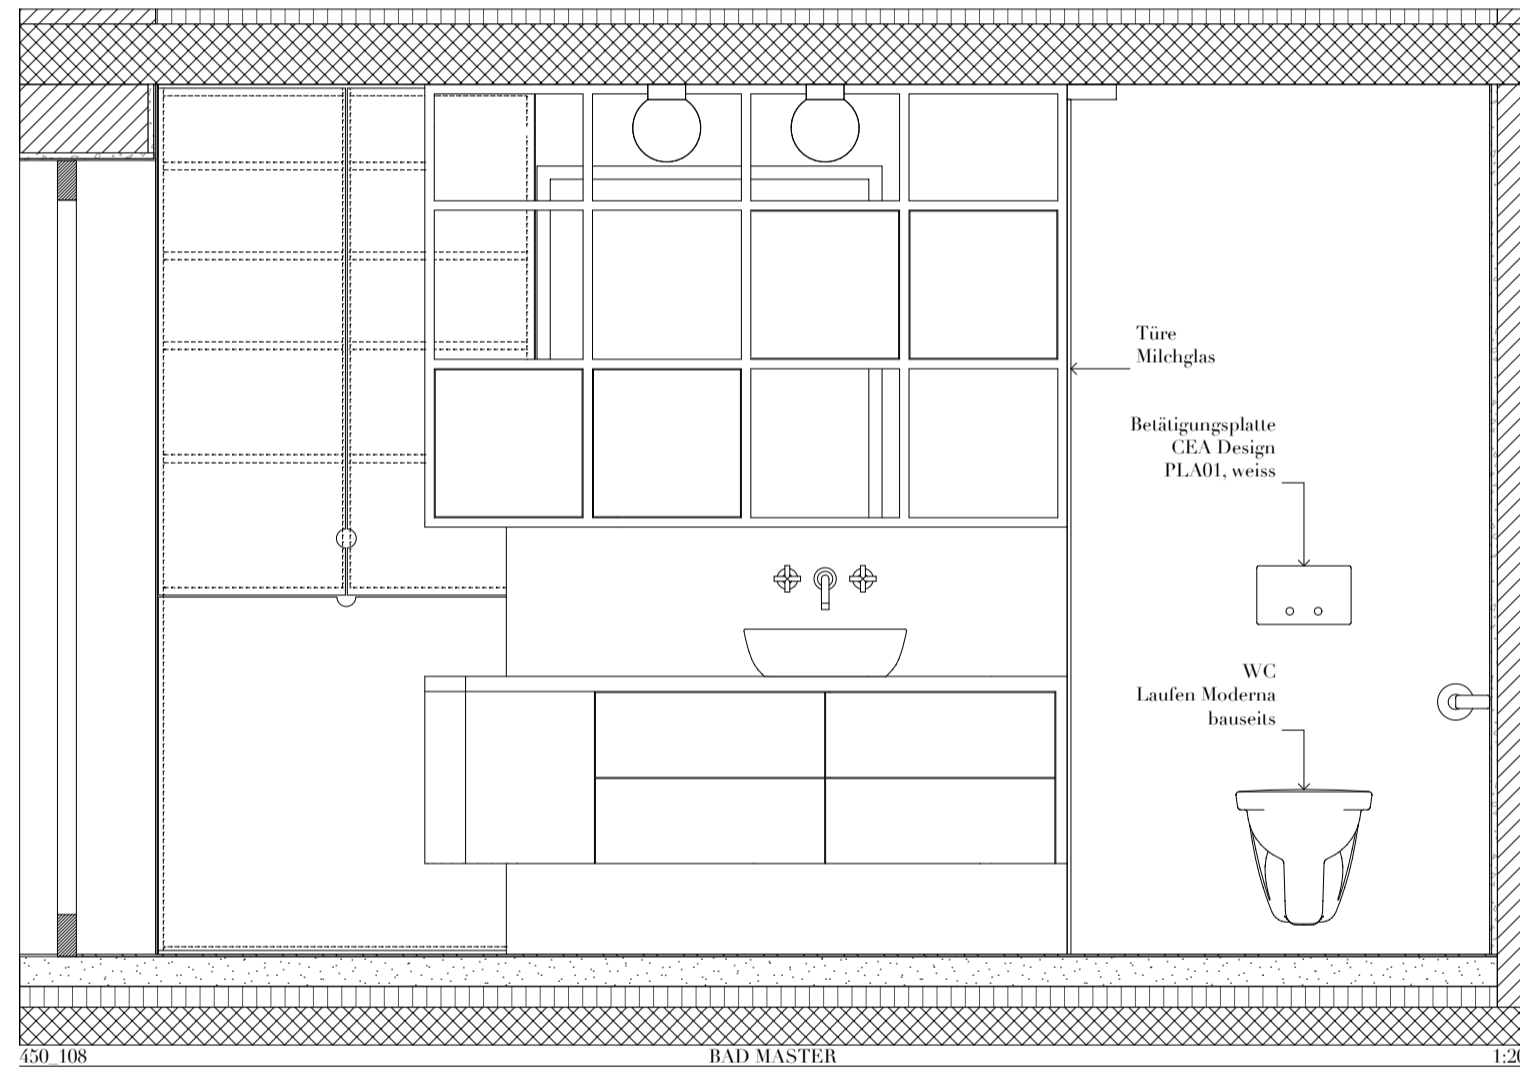 Türe
Milchglas
Betätigungsplatte
CEA Design
PLA01, weiss
WC
Laufen Moderna
bauseits
450_108
BAD MASTER
1:20